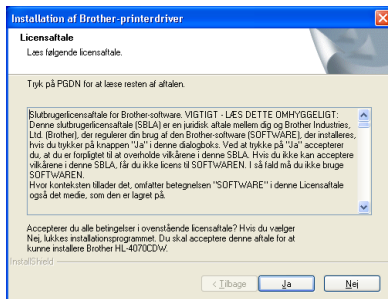 Installation af Brother-printerdriver
Licensaftale
Læs følgende licensaftale.
Tryk på PGDN for at læse resten af aftalen.
Slutbrugerlicensaftale for Brother-software. VIGTIGT - LÆS DETTE OMHYGGELIGT:
Denne slutbrugerlicensaftale (SBLA) er en juridisk aftale mellem dig og Brother Industries,
Ltd. (Brother), der regulerer din brug af den Brother-software (SOFTWARE), der installeres,
hvis du trykker på knappen "Ja" i denne dialogboks. Ved at trykke på "Ja" accepterer
du, at du er forpligtet til at overholde vilkårene i denne SBLA. Hvis du ikke kan acceptere
vilkårene i denne SBLA, får du ikke licens til SOFTWAREN. I så fald må du ikke bruge
SOFTWAREN.
Hvor konteksten tillader det, omfatter betegnelsen "SOFTWARE" i denne Licensaftale
også det medie, som den er lagret på.
Accepterer du alle betingelser i ovenstående licensaftale? Hvis du vælger
Nej, lukkes installationsprogrammet. Du skal acceptere denne aftale for at
kunne installere Brother HL-4070CDW.
InstallShield
< Tilbage
Ja
Nej